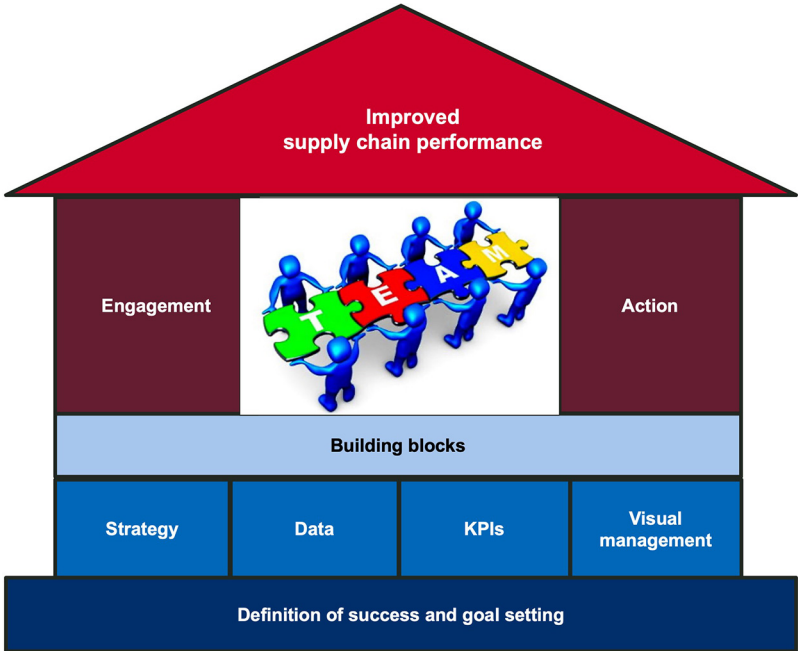 Improved
supply chain performance
Engagement
T E A M
Action
Building blocks
Strategy
Data
KPIs
Visual
management
Definition of success and goal setting